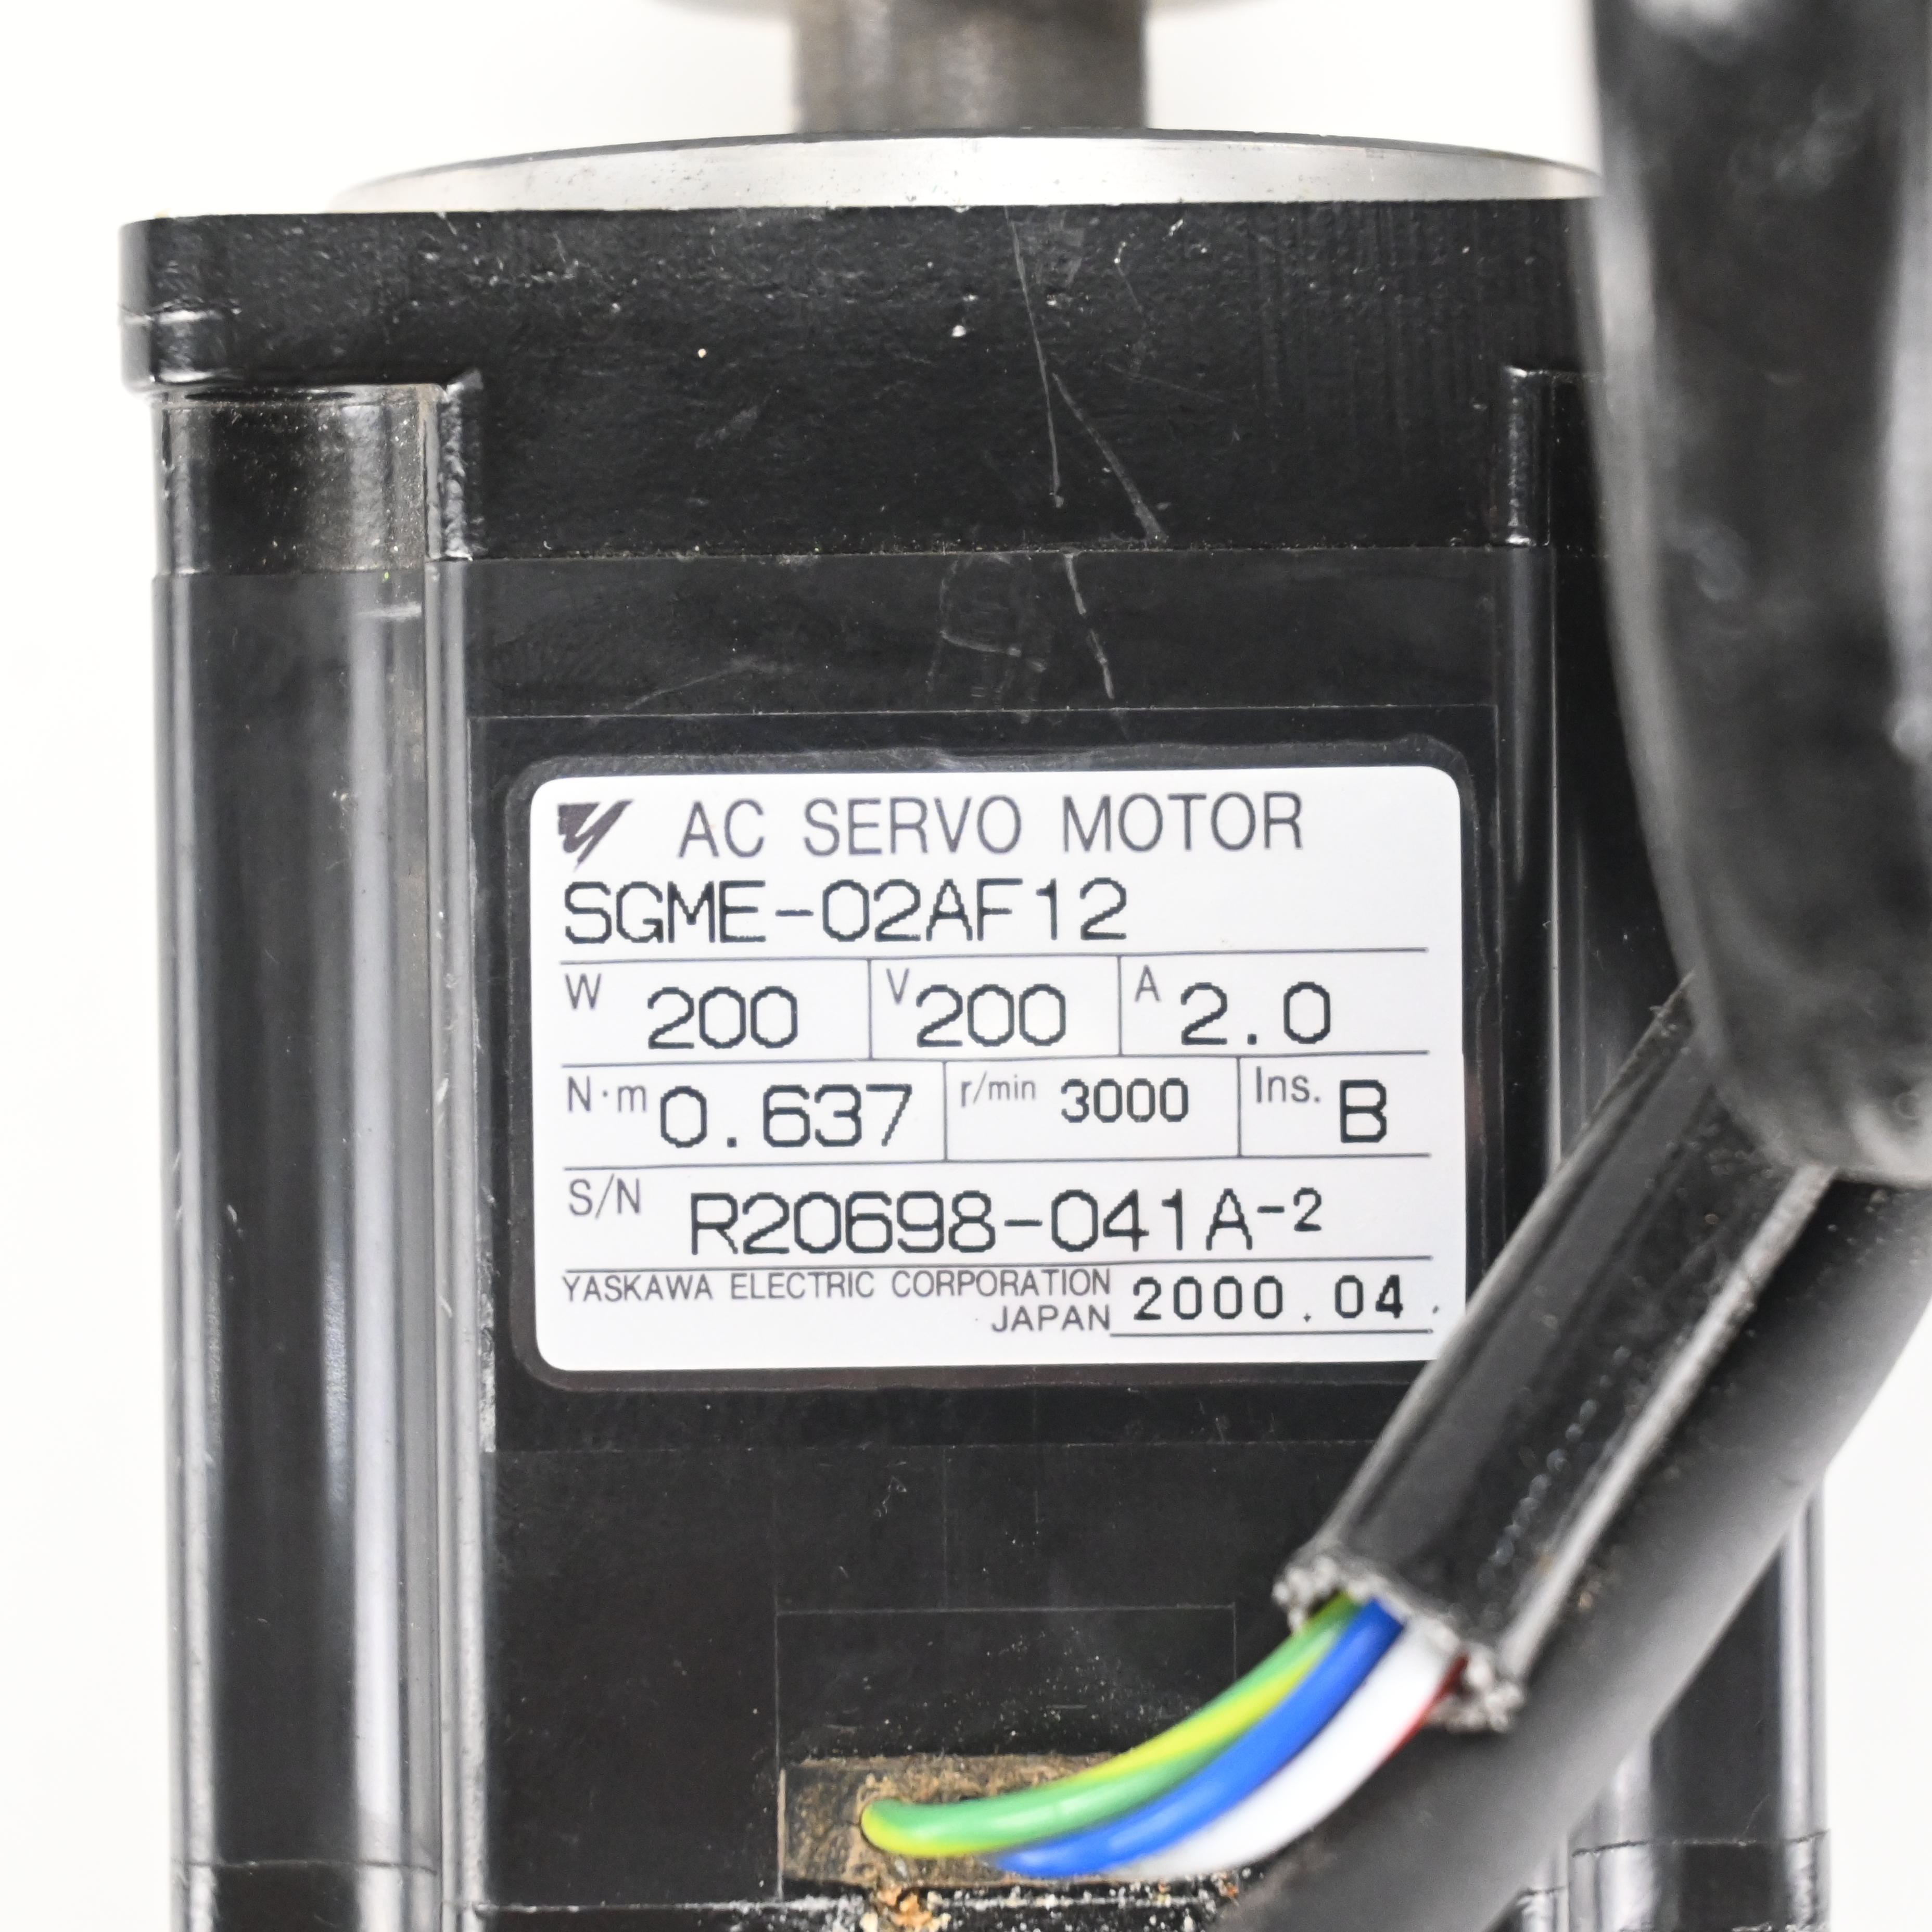 AC SERVO MOTOR
SGME-02AF12
W 200 V 200 A 2.0
N·m 0.637 r/min 3000 Ins. B
S/N R20698-041A-2
YASKAWA ELECTRIC CORPORATION
JAPAN 2000.04.